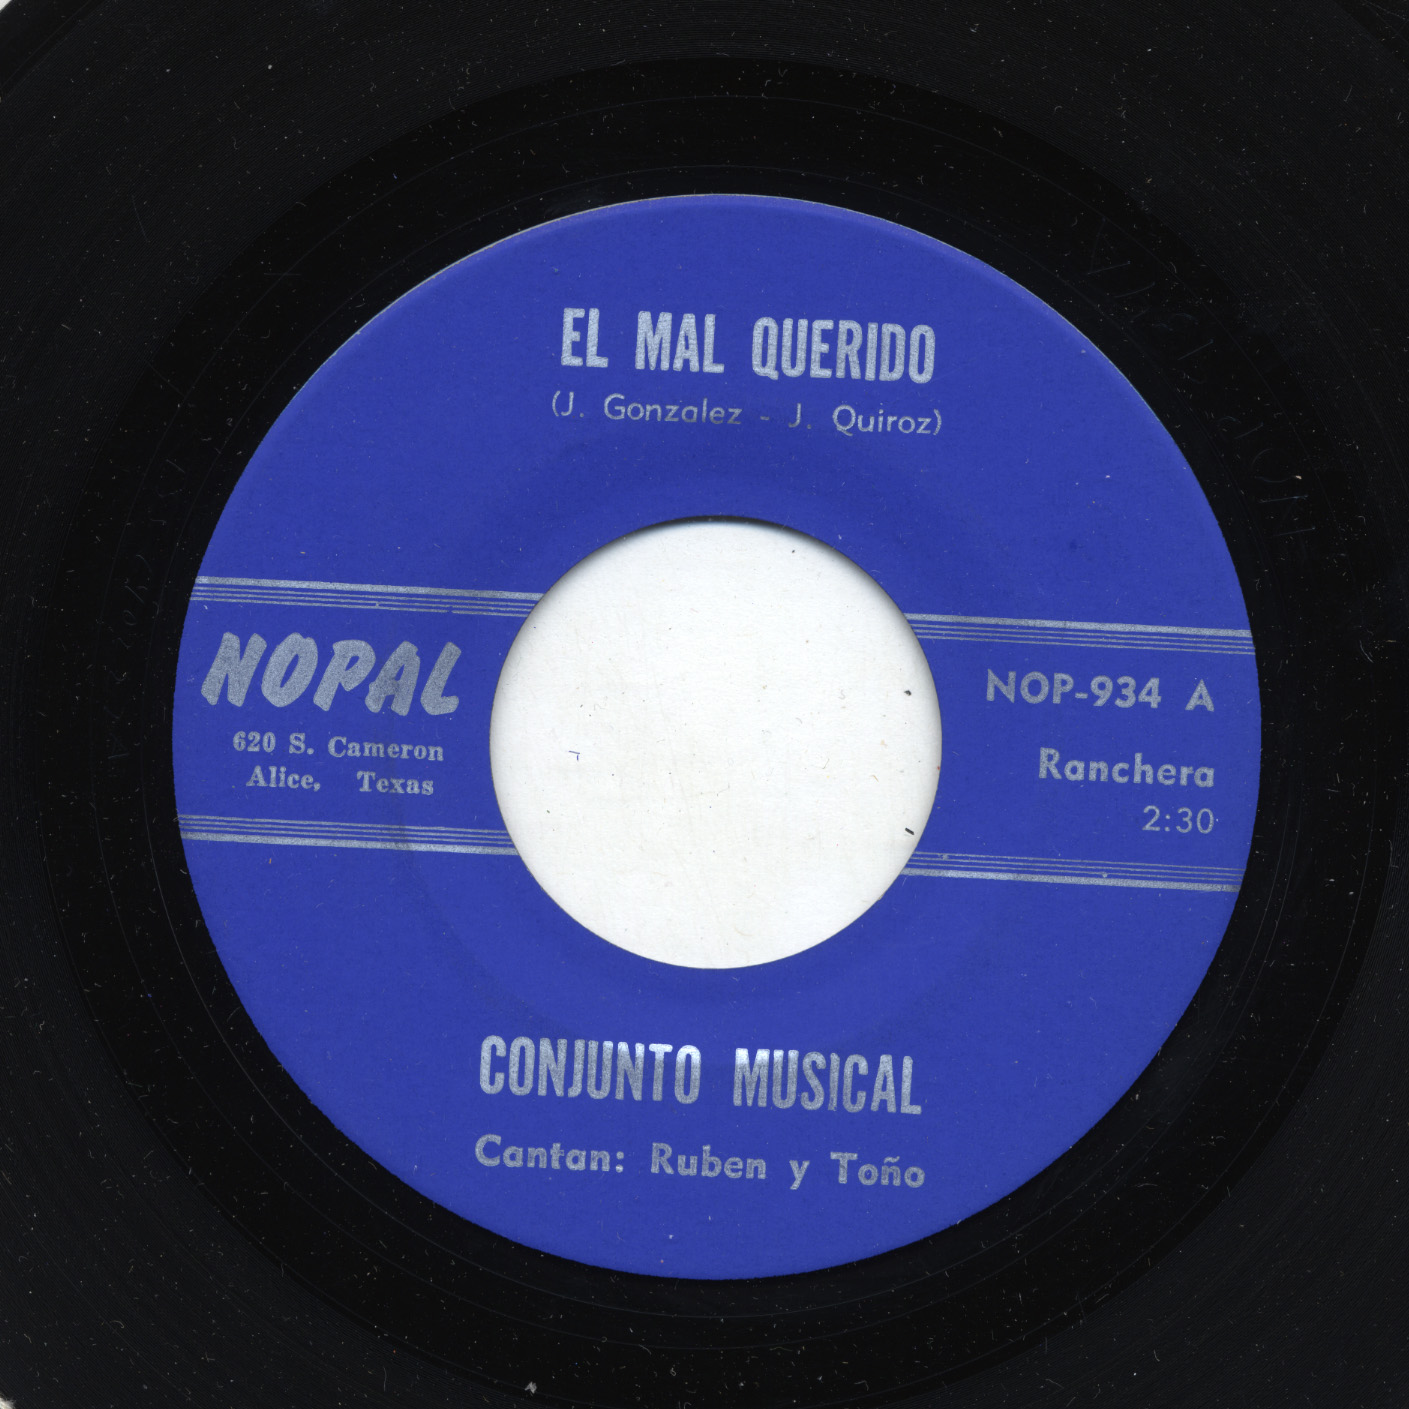 EL MAL QUERIDO
(J. Gonzalez - J. Quiroz)
NOPAL
620 S. Cameron
Alice, Texas
NOP-934 A
Ranchera
2:30
CONJUNTO MUSICAL
Cantan: Ruben y Toño